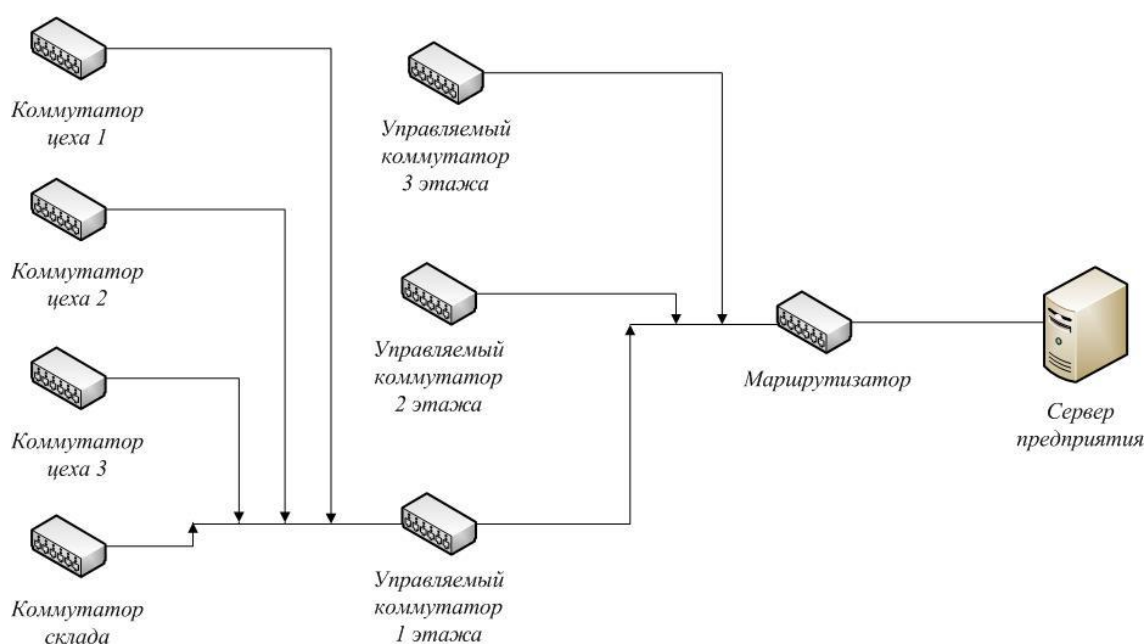 Коммутатор
цеха 1
Управляемый
коммутатор
3 этажа
Коммутатор
цеха 2
Управляемый
коммутатор
2 этажа
Маршрутизатор
Сервер
предприятия
Коммутатор
цеха 3
Коммутатор
склада
Управляемый
коммутатор
1 этажа